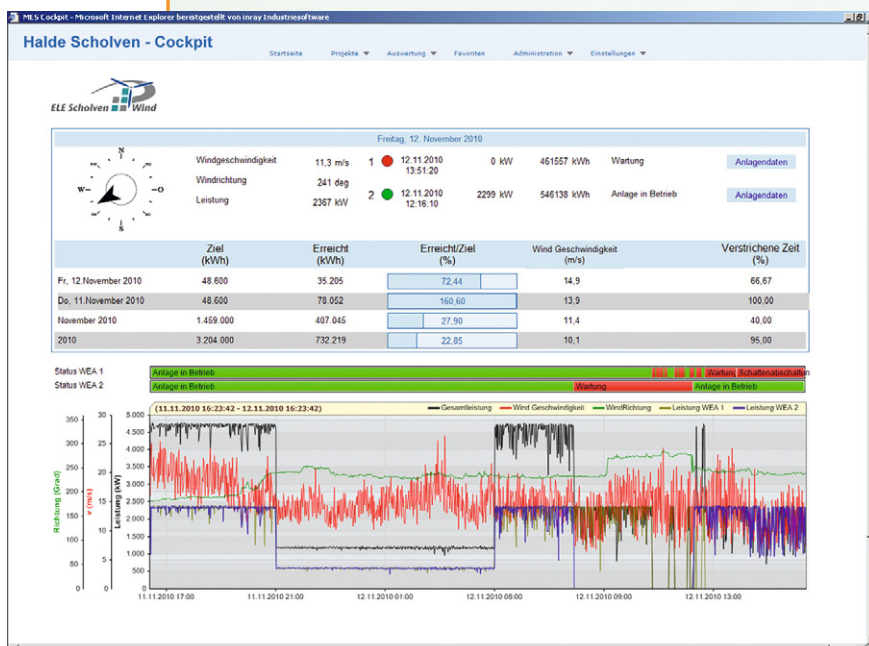 MES Cockpit - Microsoft Internet Explorer bereitgestellt von inray Industriesoftware
Halde Scholven - Cockpit
Startseite Projekte Auswertung Favoriten Administration Einstellungen
ELE Scholven Wind
Freitag, 12. November 2010
N
W O
S
Windgeschwindigkeit 11,3 m/s
Windrichtung 241 deg
Leistung 2367 kW
1 12.11.2010 13:51:20 0 kW 461557 kWh Wartung Anlagendaten
2 12.11.2010 12:16:10 2299 kW 546138 kWh Anlage in Betrieb Anlagendaten
Ziel (kWh) Erreicht (kWh) Erreicht/Ziel (%) Wind Geschwindigkeit (m/s) Verstrichene Zeit (%)
Fr, 12.November 2010 48.600 35.205 72,44 14,9 66,67
Do, 11.November 2010 48.600 78.052 160,60 13,9 100,00
November 2010 1.459.000 407.045 27,90 11,4 40,00
2010 3.204.000 732.219 22,85 10,1 95,00
Status WEA 1 Anlage in Betrieb Wartung Schattenabschaltun
Status WEA 2 Anlage in Betrieb Wartung Anlage in Betrieb
(11.11.2010 16:23:42 - 12.11.2010 16:23:42) Gesamtleistung Wind Geschwindigkeit WindRichtung Leistung WEA 1 Leistung WEA 2
Richtung (Grad)
350
300
250
200
150
100
50
0
v (m/s)
30
25
20
15
10
5
0
Leistung (kW)
5.000
4.500
4.000
3.500
3.000
2.500
2.000
1.500
1.000
500
0
11.11.2010 17:00 11.11.2010 21:00 12.11.2010 01:00 12.11.2010 05:00 12.11.2010 09:00 12.11.2010 13:00